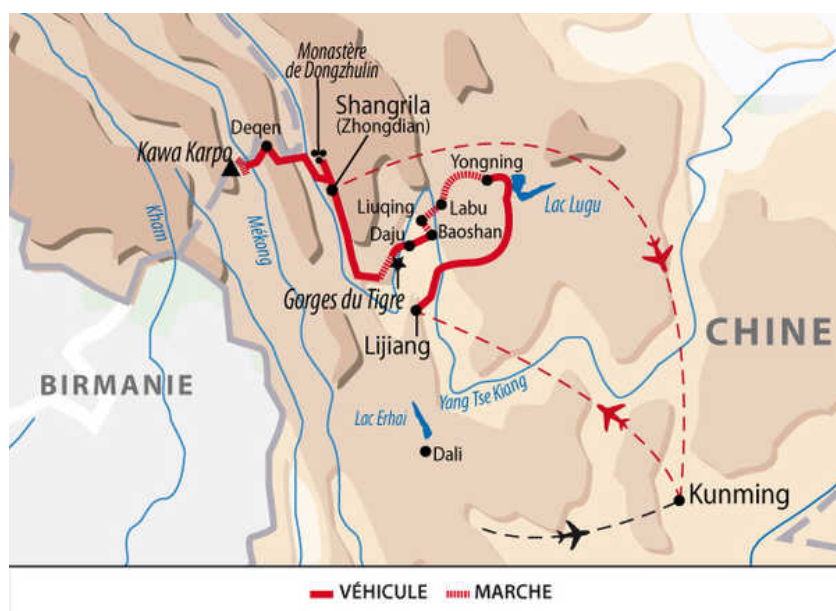 Monastère
de Dongzhulin
Shangrila
(Zhongdian)
Deqen
Kawa Karpo
Yongning
Lac Lugu
Liuqing
Labu
Kham
Mékong
Daju
Baoshan
Gorges du Tigre
Lijiang
CHINE
BIRMANIE
Yang Tse Kiang
Lac Erhai
Dali
Kunming
VÉHICULE
MARCHE